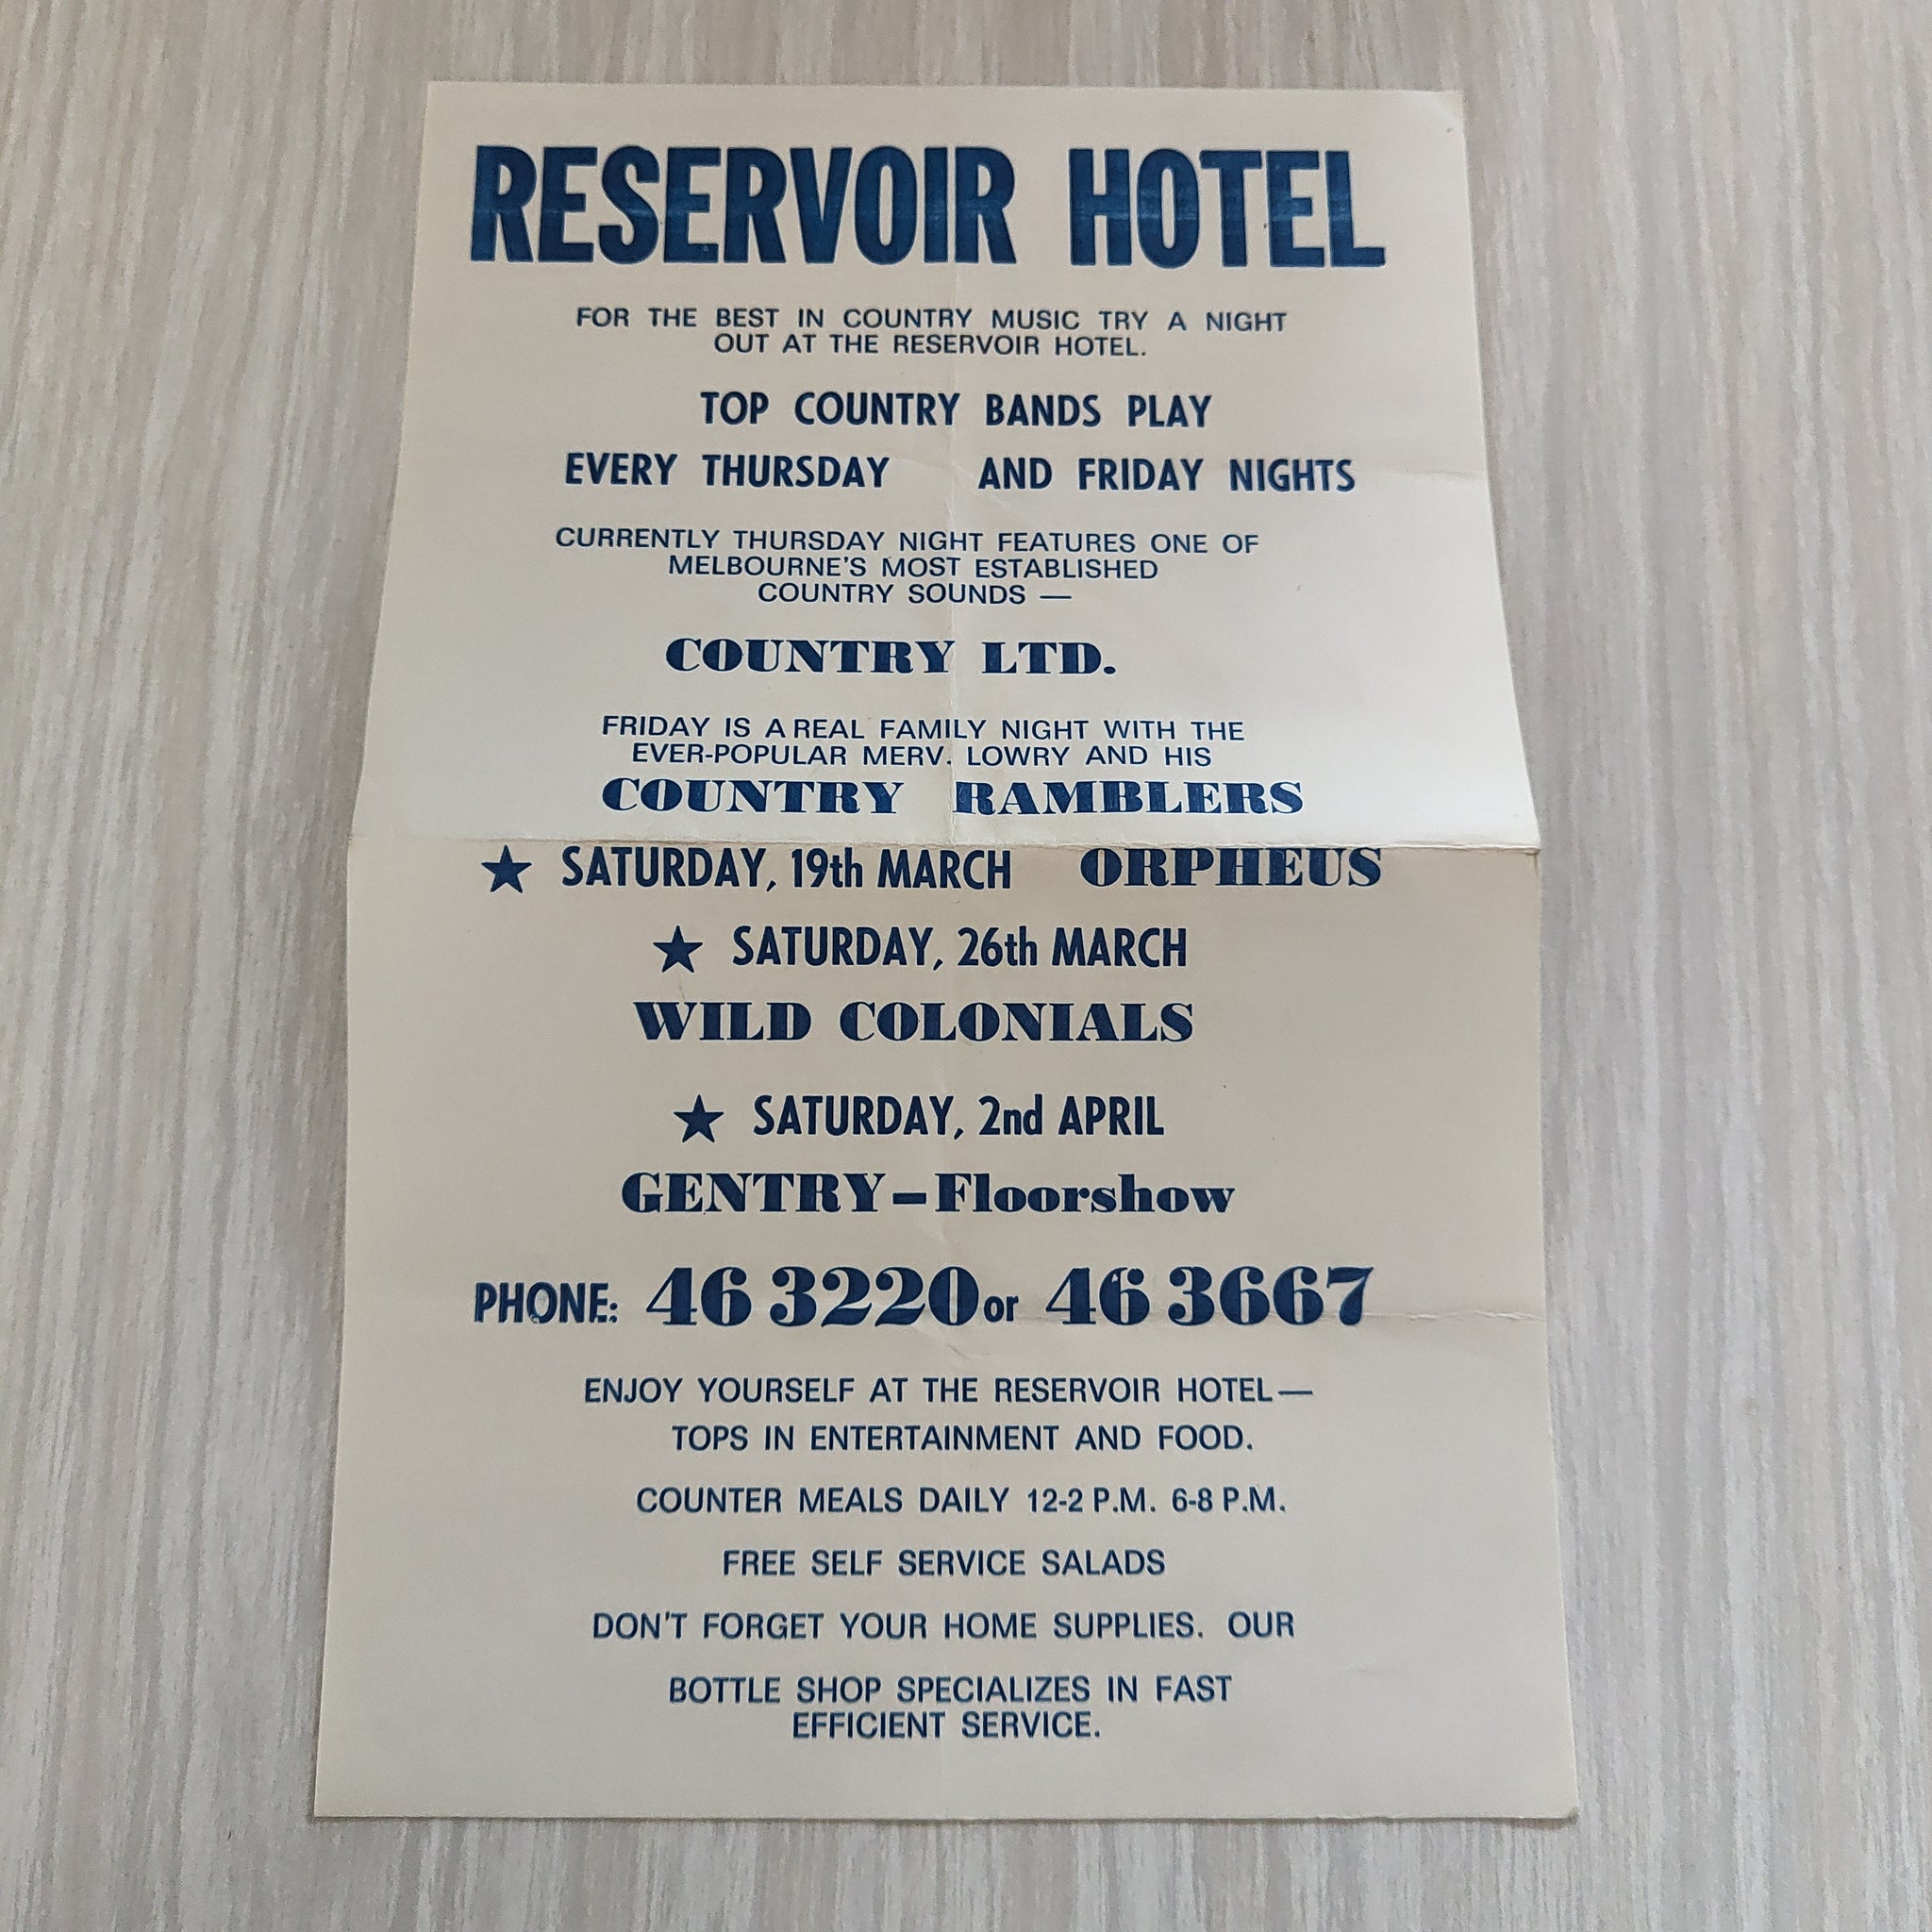 RESERVOIR HOTEL
FOR THE BEST IN COUNTRY MUSIC TRY A NIGHT
OUT AT THE RESERVOIR HOTEL.
TOP COUNTRY BANDS PLAY
EVERY THURSDAY AND FRIDAY NIGHTS
CURRENTLY THURSDAY NIGHT FEATURES ONE OF
MELBOURNE'S MOST ESTABLISHED
COUNTRY SOUNDS —
COUNTRY LTD.
FRIDAY IS A REAL FAMILY NIGHT WITH THE
EVER-POPULAR MERV. LOWRY AND HIS
COUNTRY RAMBLERS
★ SATURDAY, 19th MARCH ORPHEUS
★ SATURDAY, 26th MARCH
WILD COLONIALS
★ SATURDAY, 2nd APRIL
GENTRY – Floorshow
PHONE: 46 3220 or 46 3667
ENJOY YOURSELF AT THE RESERVOIR HOTEL —
TOPS IN ENTERTAINMENT AND FOOD.
COUNTER MEALS DAILY 12-2 P.M. 6-8 P.M.
FREE SELF SERVICE SALADS
DON'T FORGET YOUR HOME SUPPLIES. OUR
BOTTLE SHOP SPECIALIZES IN FAST
EFFICIENT SERVICE.